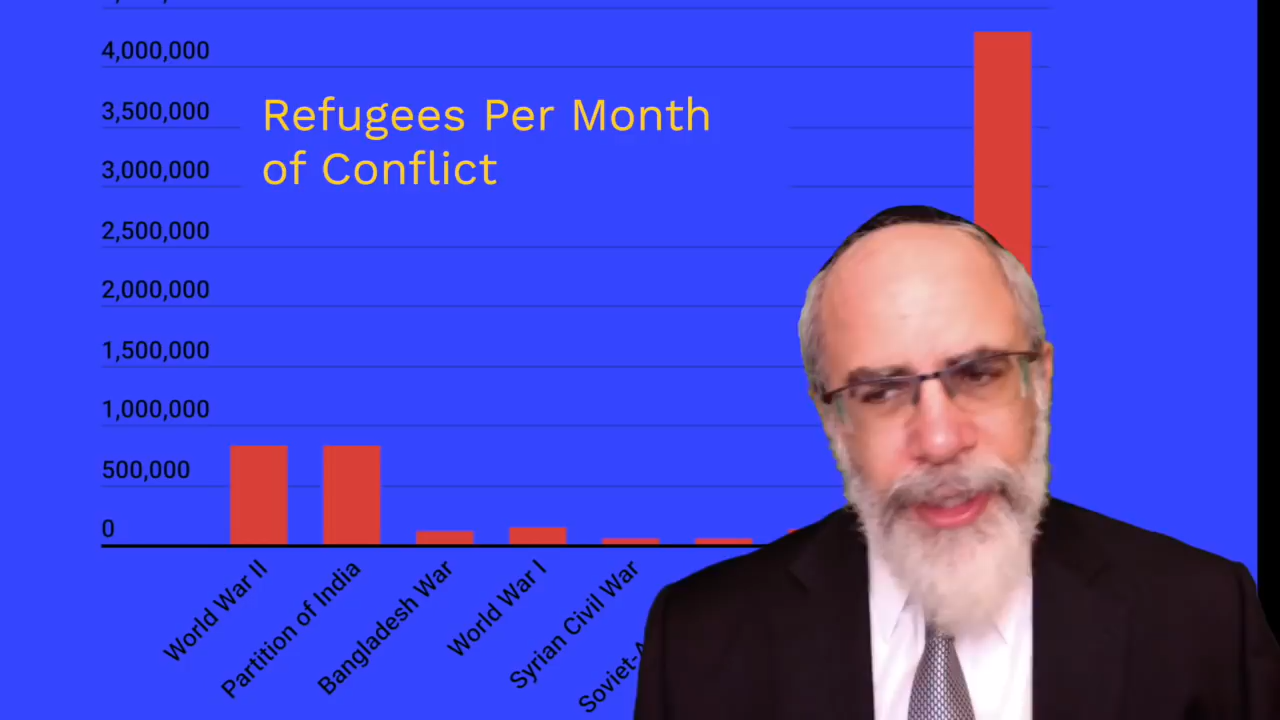 4,000,000
3,500,000
Refugees Per Month
of Conflict
3,000,000
2,500,000
2,000,000
1,500,000
1,000,000
500,000
0
World War II
Partition of India
Bangladesh War
World War I
Syrian Civil War
Soviet-